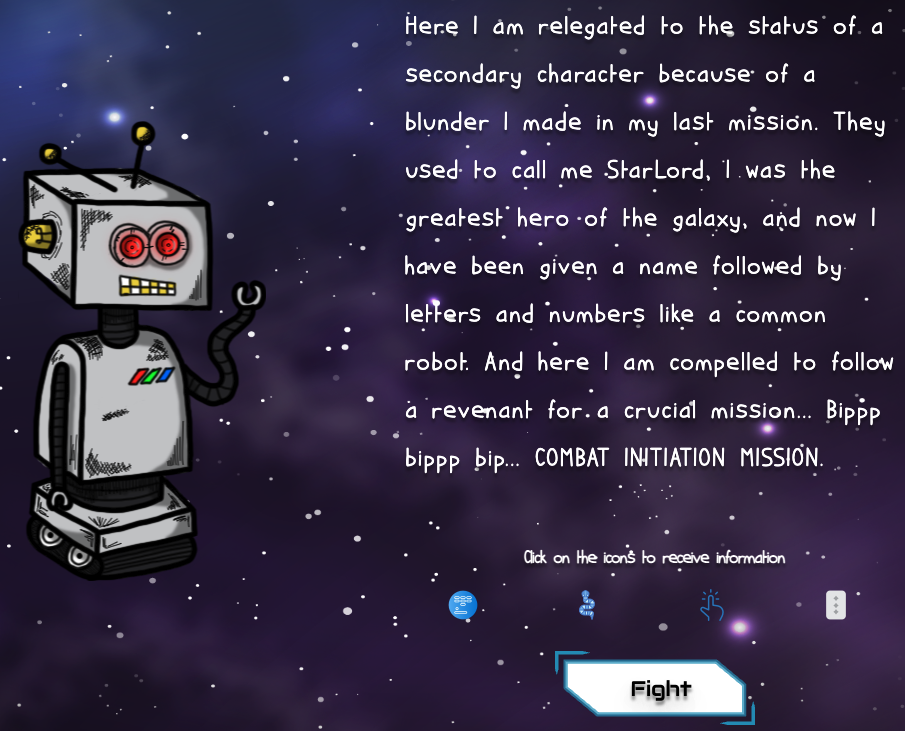 Here I am relegated to the status of a
secondary character because of a
blunder I made in my last mission. They
used to call me StarLord, I was the
greatest hero of the galaxy, and now I
have been given a name followed by
letters and numbers like a common
robot. And here I am compelled to follow
a revenant for a crucial mission... Bippp
bippp bip... COMBAT INITIATION MISSION.
Click on the icons to receive information
Fight